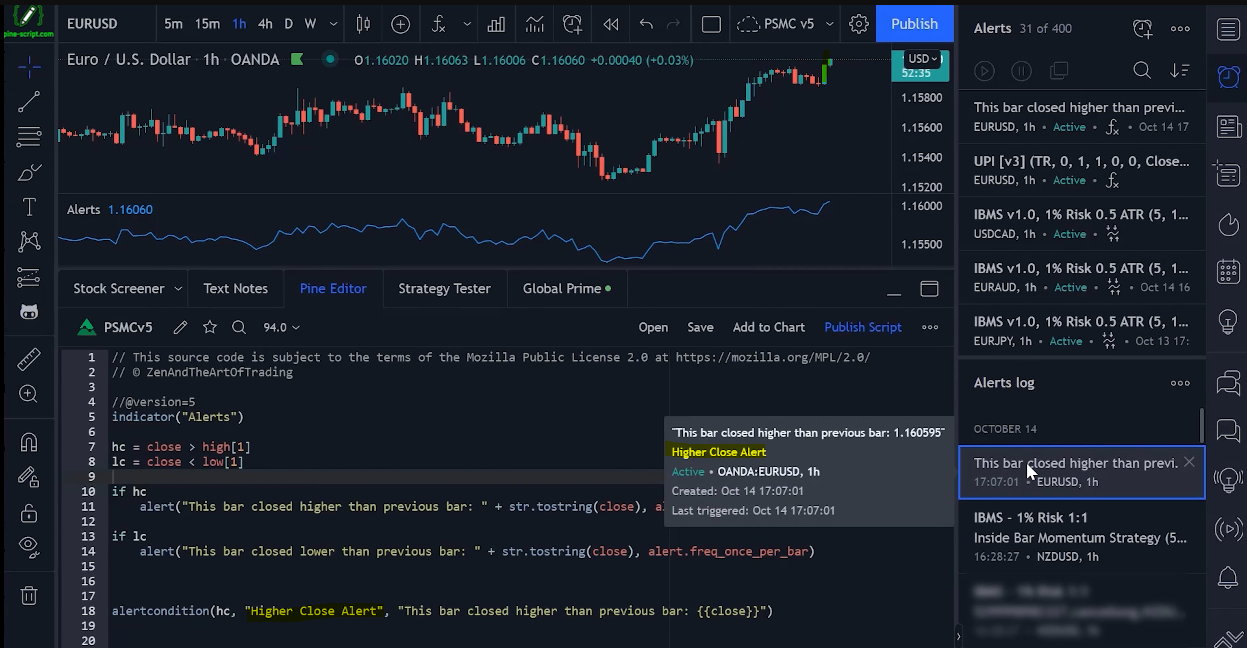 pine-script.com
EURUSD
5m 15m 1h 4h D W
PSMC v5
Publish
Euro / U.S. Dollar · 1h · OANDA
O1.16020 H1.16063 L1.16006 C1.16060 +0.00040 (+0.03%)
USD
52:35
1.15800
1.15600
1.15400
1.15200
Alerts 1.16060
1.16000
1.15500
Stock Screener
Text Notes
Pine Editor
Strategy Tester
Global Prime
PSMCv5
94.0
Open
Save
Add to Chart
Publish Script
1 // This source code is subject to the terms of the Mozilla Public License 2.0 at https://mozilla.org/MPL/2.0/
2 // © ZenAndTheArtOfTrading
3
4 //@version=5
5 indicator("Alerts")
6
7 hc = close > high[1]
8 lc = close < low[1]
9
10 if hc
11 alert("This bar closed higher than previous bar: " + str.tostring(close), al
12
13 if lc
14 alert("This bar closed lower than previous bar: " + str.tostring(close), alert.freq_once_per_bar)
15
16
17
18 alertcondition(hc, "Higher Close Alert", "This bar closed higher than previous bar: {{close}}")
19
20
"This bar closed higher than previous bar: 1.160595"
Higher Close Alert
Active • OANDA:EURUSD, 1h
Created: Oct 14 17:07:01
Last triggered: Oct 14 17:07:01
Alerts 31 of 400
This bar closed higher than previ...
EURUSD, 1h • Active • fx • Oct 14 17
UPI [v3] (TR, 0, 1, 1, 0, 0, Close...
EURUSD, 1h • Active • fx
IBMS v1.0, 1% Risk 0.5 ATR (5, 1...
USDCAD, 1h • Active •
IBMS v1.0, 1% Risk 0.5 ATR (5, 1...
EURAUD, 1h • Active • Oct 14 16
IBMS v1.0, 1% Risk 0.5 ATR (5, 1...
EURJPY, 1h • Active • Oct 13 17:
Alerts log
OCTOBER 14
This bar closed higher than previ.
17:07:01 • EURUSD, 1h
IBMS - 1% Risk 1:1
Inside Bar Momentum Strategy (5...
16:28:27 • NZDUSD, 1h